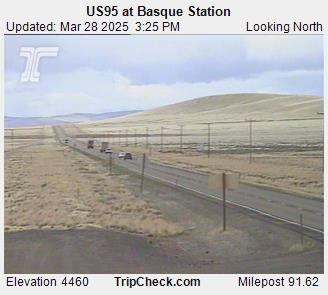 US95 at Basque Station
Updated: Mar 28 2025 3:25 PM Looking North
Elevation 4460 TripCheck.com Milepost 91.62